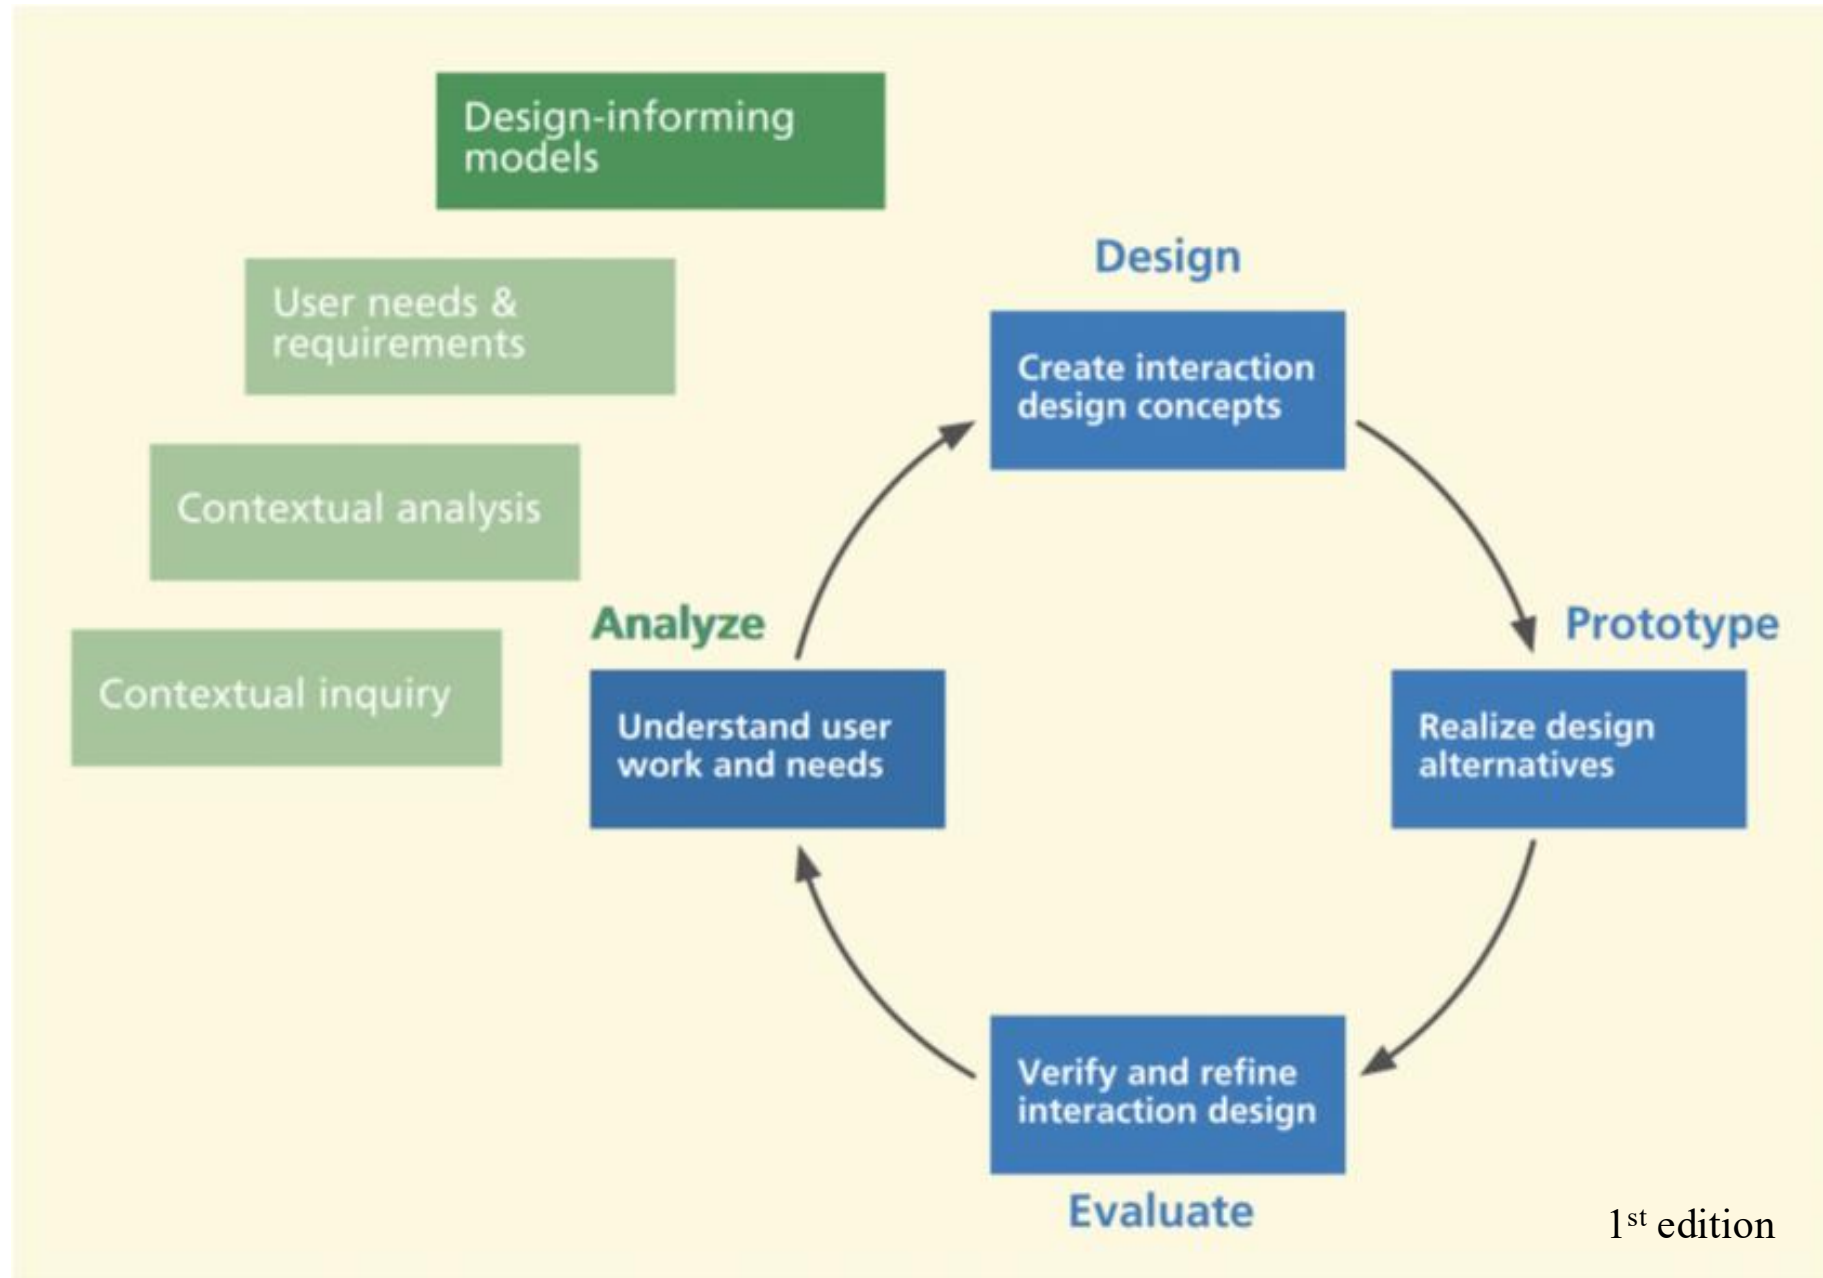 Design-informing
models
User needs &
requirements
Contextual analysis
Contextual inquiry
Analyze
Understand user
work and needs
Design
Create interaction
design concepts
Prototype
Realize design
alternatives
Verify and refine
interaction design
Evaluate
1st edition